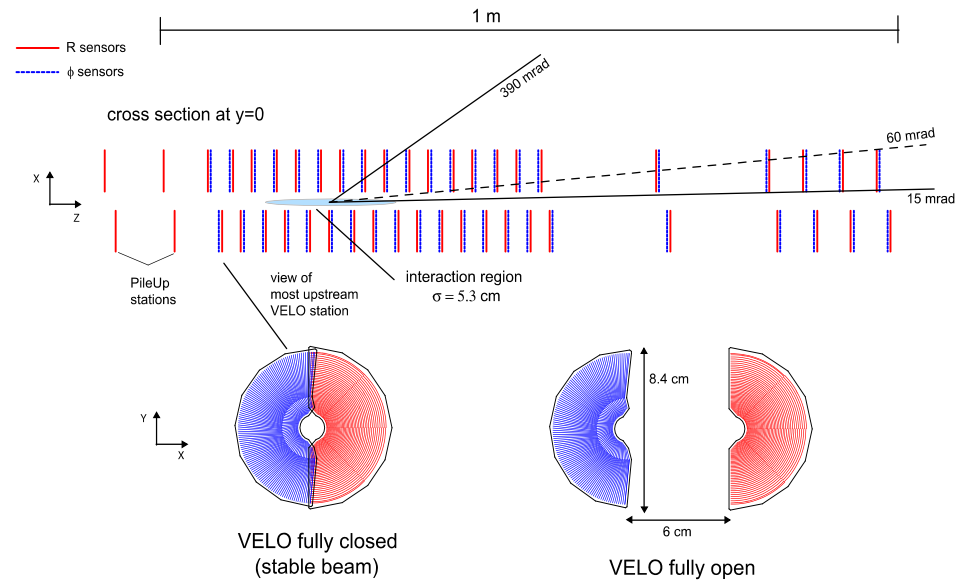 1 m
R sensors
ϕ sensors
390 mrad
cross section at y=0
60 mrad
X
Z
15 mrad
PileUp
stations
view of
most upstream
VELO station
interaction region
σ = 5.3 cm
8.4 cm
Y
X
6 cm
VELO fully closed
(stable beam)
VELO fully open